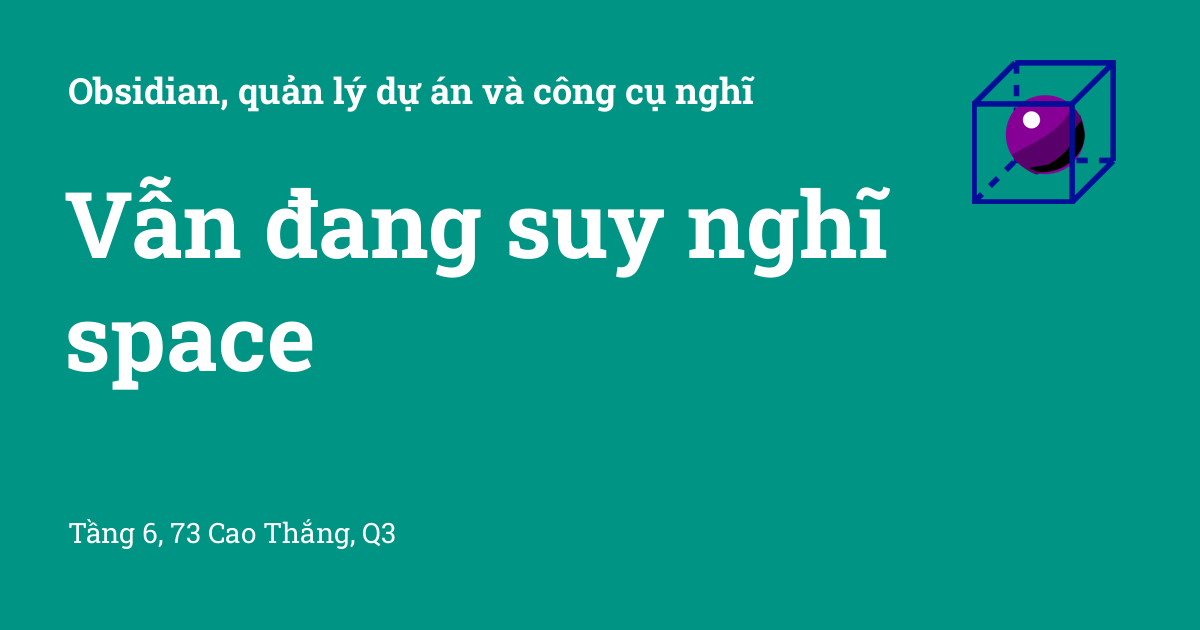 Obsidian, quản lý dự án và công cụ nghĩ
Vẫn đang suy nghĩ
space
Tầng 6, 73 Cao Thắng, Q3